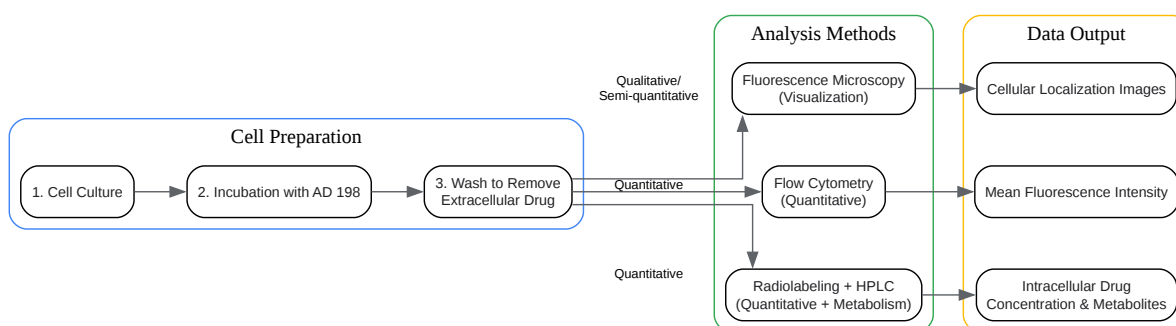 Cell Preparation
1. Cell Culture
2. Incubation with AD 198
3. Wash to Remove
Extracellular Drug
Qualitative/
Semi-quantitative
Quantitative
Quantitative
Analysis Methods
Fluorescence Microscopy
(Visualization)
Flow Cytometry
(Quantitative)
Radiolabeling + HPLC
(Quantitative + Metabolism)
Data Output
Cellular Localization Images
Mean Fluorescence Intensity
Intracellular Drug
Concentration & Metabolites